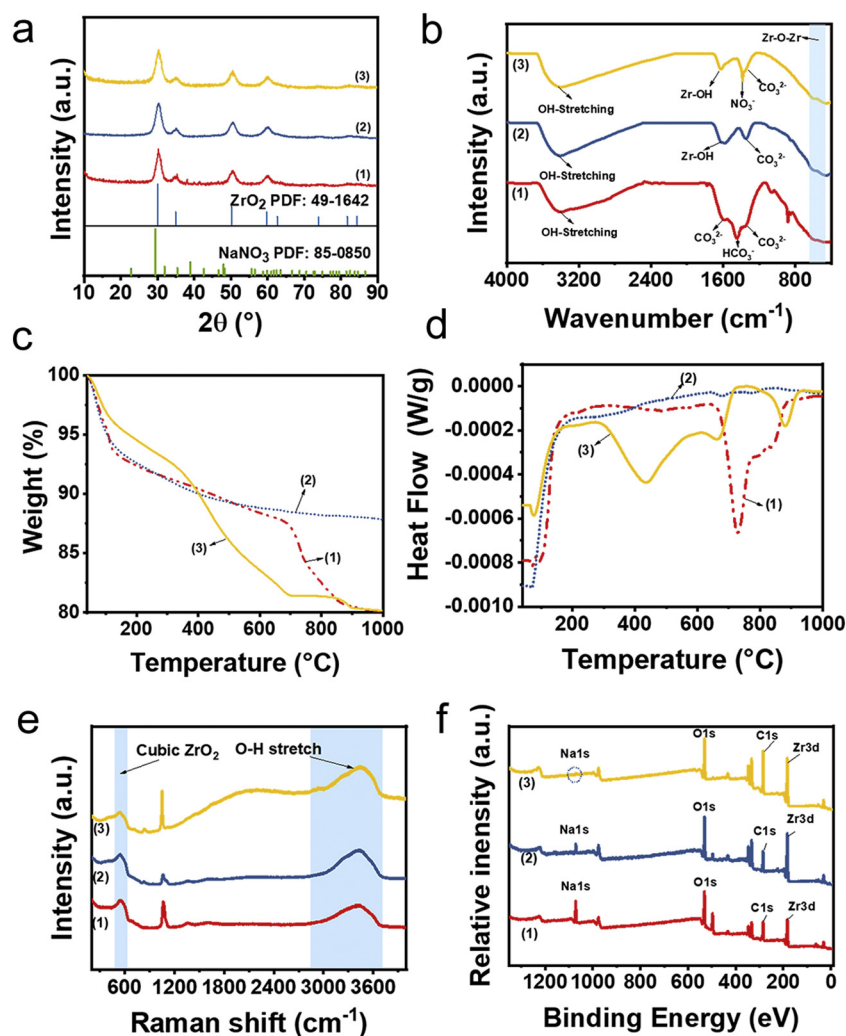 a
Intensity (a.u.)
(3)
(2)
(1)
ZrO2 PDF: 49-1642
NaNO3 PDF: 85-0850
10 20 30 40 50 60 70 80 90
2θ (°)
b
Intensity (a.u.)
Zr-O-Zr
(3)
OH-Stretching
Zr-OH
NO3-
CO32-
(2)
OH-Stretching
Zr-OH
CO32-
(1)
OH-Stretching
CO32-
HCO3-
CO32-
4000 3200 2400 1600 800
Wavenumber (cm-1)
c
Weight (%)
100
95
90
85
80
(2)
(3)
(1)
200 400 600 800 1000
Temperature (°C)
d
Heat Flow (W/g)
0.0000
-0.0002
-0.0004
-0.0006
-0.0008
-0.0010
(2)
(3)
(1)
200 400 600 800 1000
Temperature (°C)
e
Intensity (a.u.)
Cubic ZrO2
O-H stretch
(3)
(2)
(1)
600 1200 1800 2400 3000 3600
Raman shift (cm-1)
f
Relative inensity (a.u.)
Na1s
O1s
C1s
Zr3d
(3)
Na1s
O1s
C1s
Zr3d
(2)
Na1s
O1s
C1s
Zr3d
(1)
1200 1000 800 600 400 200 0
Binding Energy (eV)